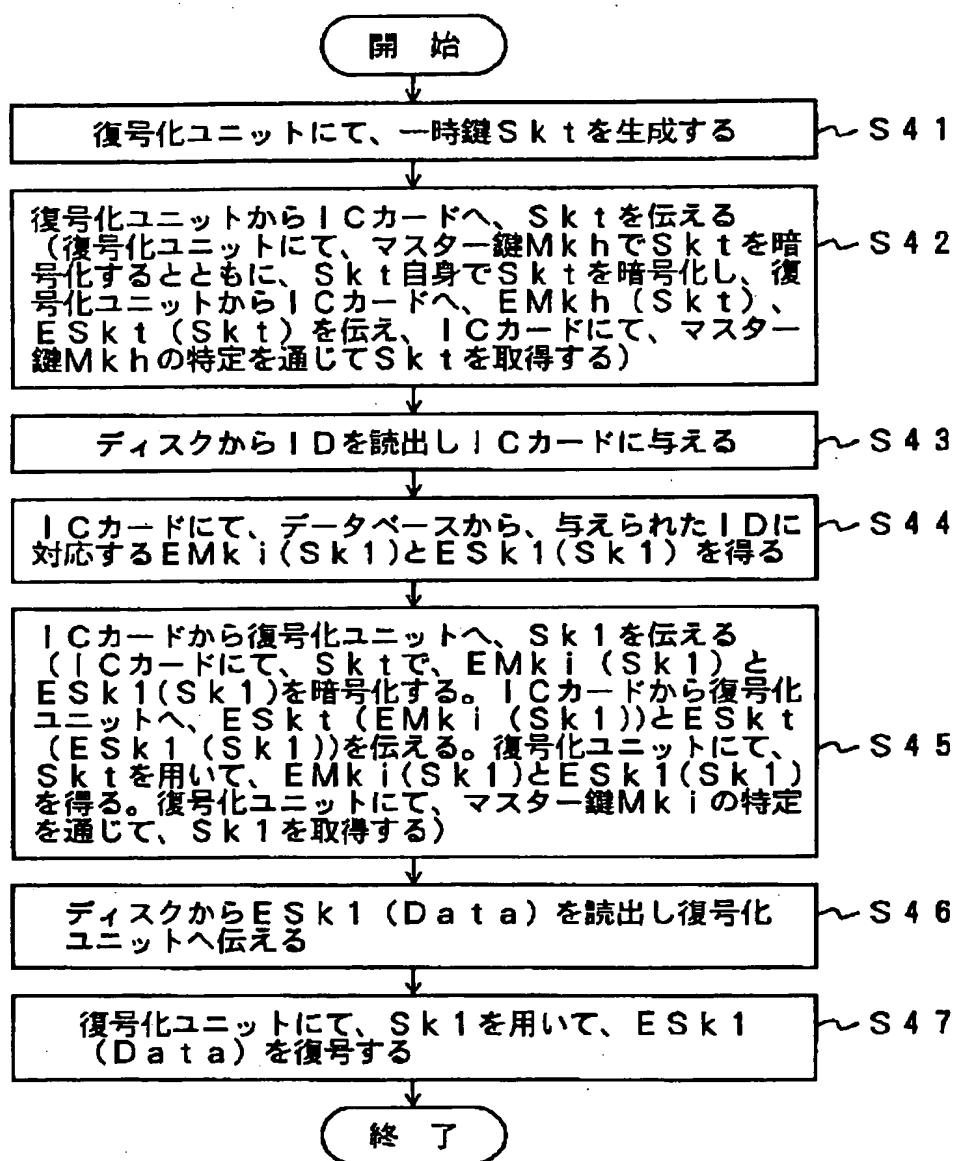 開 始
復号化ユニットにて、一時鍵Sktを生成する
S41
復号化ユニットからICカードへ、Sktを伝える
（復号化ユニットにて、マスター鍵MkhでSktを暗
号化するとともに、Skt自身でSktを暗号化し、復
号化ユニットからICカードへ、EMkh（Skt）、
ESkt（Skt）を伝え、ICカードにて、マスター
鍵Mkhの特定を通じてSktを取得する）
S42
ディスクからIDを読出しICカードに与える
S43
ICカードにて、データベースから、与えられたIDに
対応するEMki(Sk1)とESk1(Sk1)を得る
S44
ICカードから復号化ユニットへ、Sk1を伝える
（ICカードにて、Sktで、EMki（Sk1）と
ESk1(Sk1)を暗号化する。ICカードから復号化
ユニットへ、ESkt（EMki（Sk1))とESkt
（ESk1（Sk1))を伝える。復号化ユニットにて、
Sktを用いて、EMki(Sk1)とESk1(Sk1)
を得る。復号化ユニットにて、マスター鍵Mkiの特定
を通じて、Sk1を取得する）
S45
ディスクからESk1（Data）を読出し復号化
ユニットへ伝える
S46
復号化ユニットにて、Sk1を用いて、ESk1
（Data）を復号する
S47
終 了